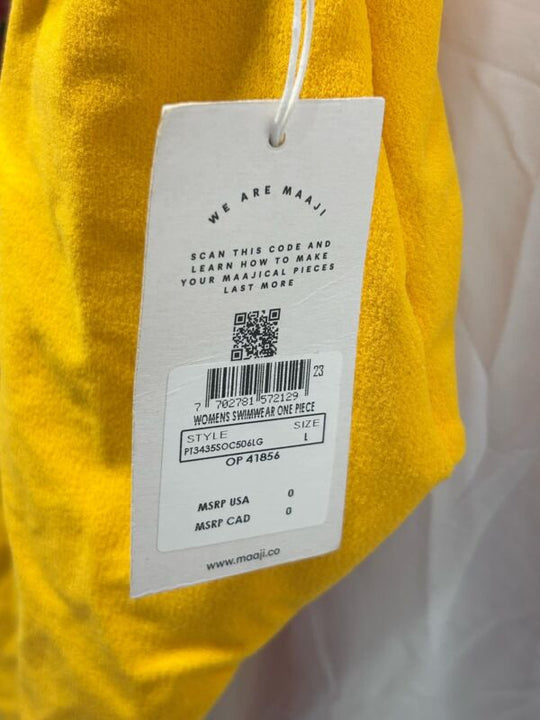 WE ARE MAAJI
SCAN THIS CODE AND
LEARN HOW TO MAKE
YOUR MAAJICAL PIECES
LAST MORE
23
7 702781 572129
WOMENS SWIMWEAR ONE PIECE
STYLE SIZE
PT3435SOC506LG L
OP 41856
MSRP USA 0
MSRP CAD 0
www.maaji.co